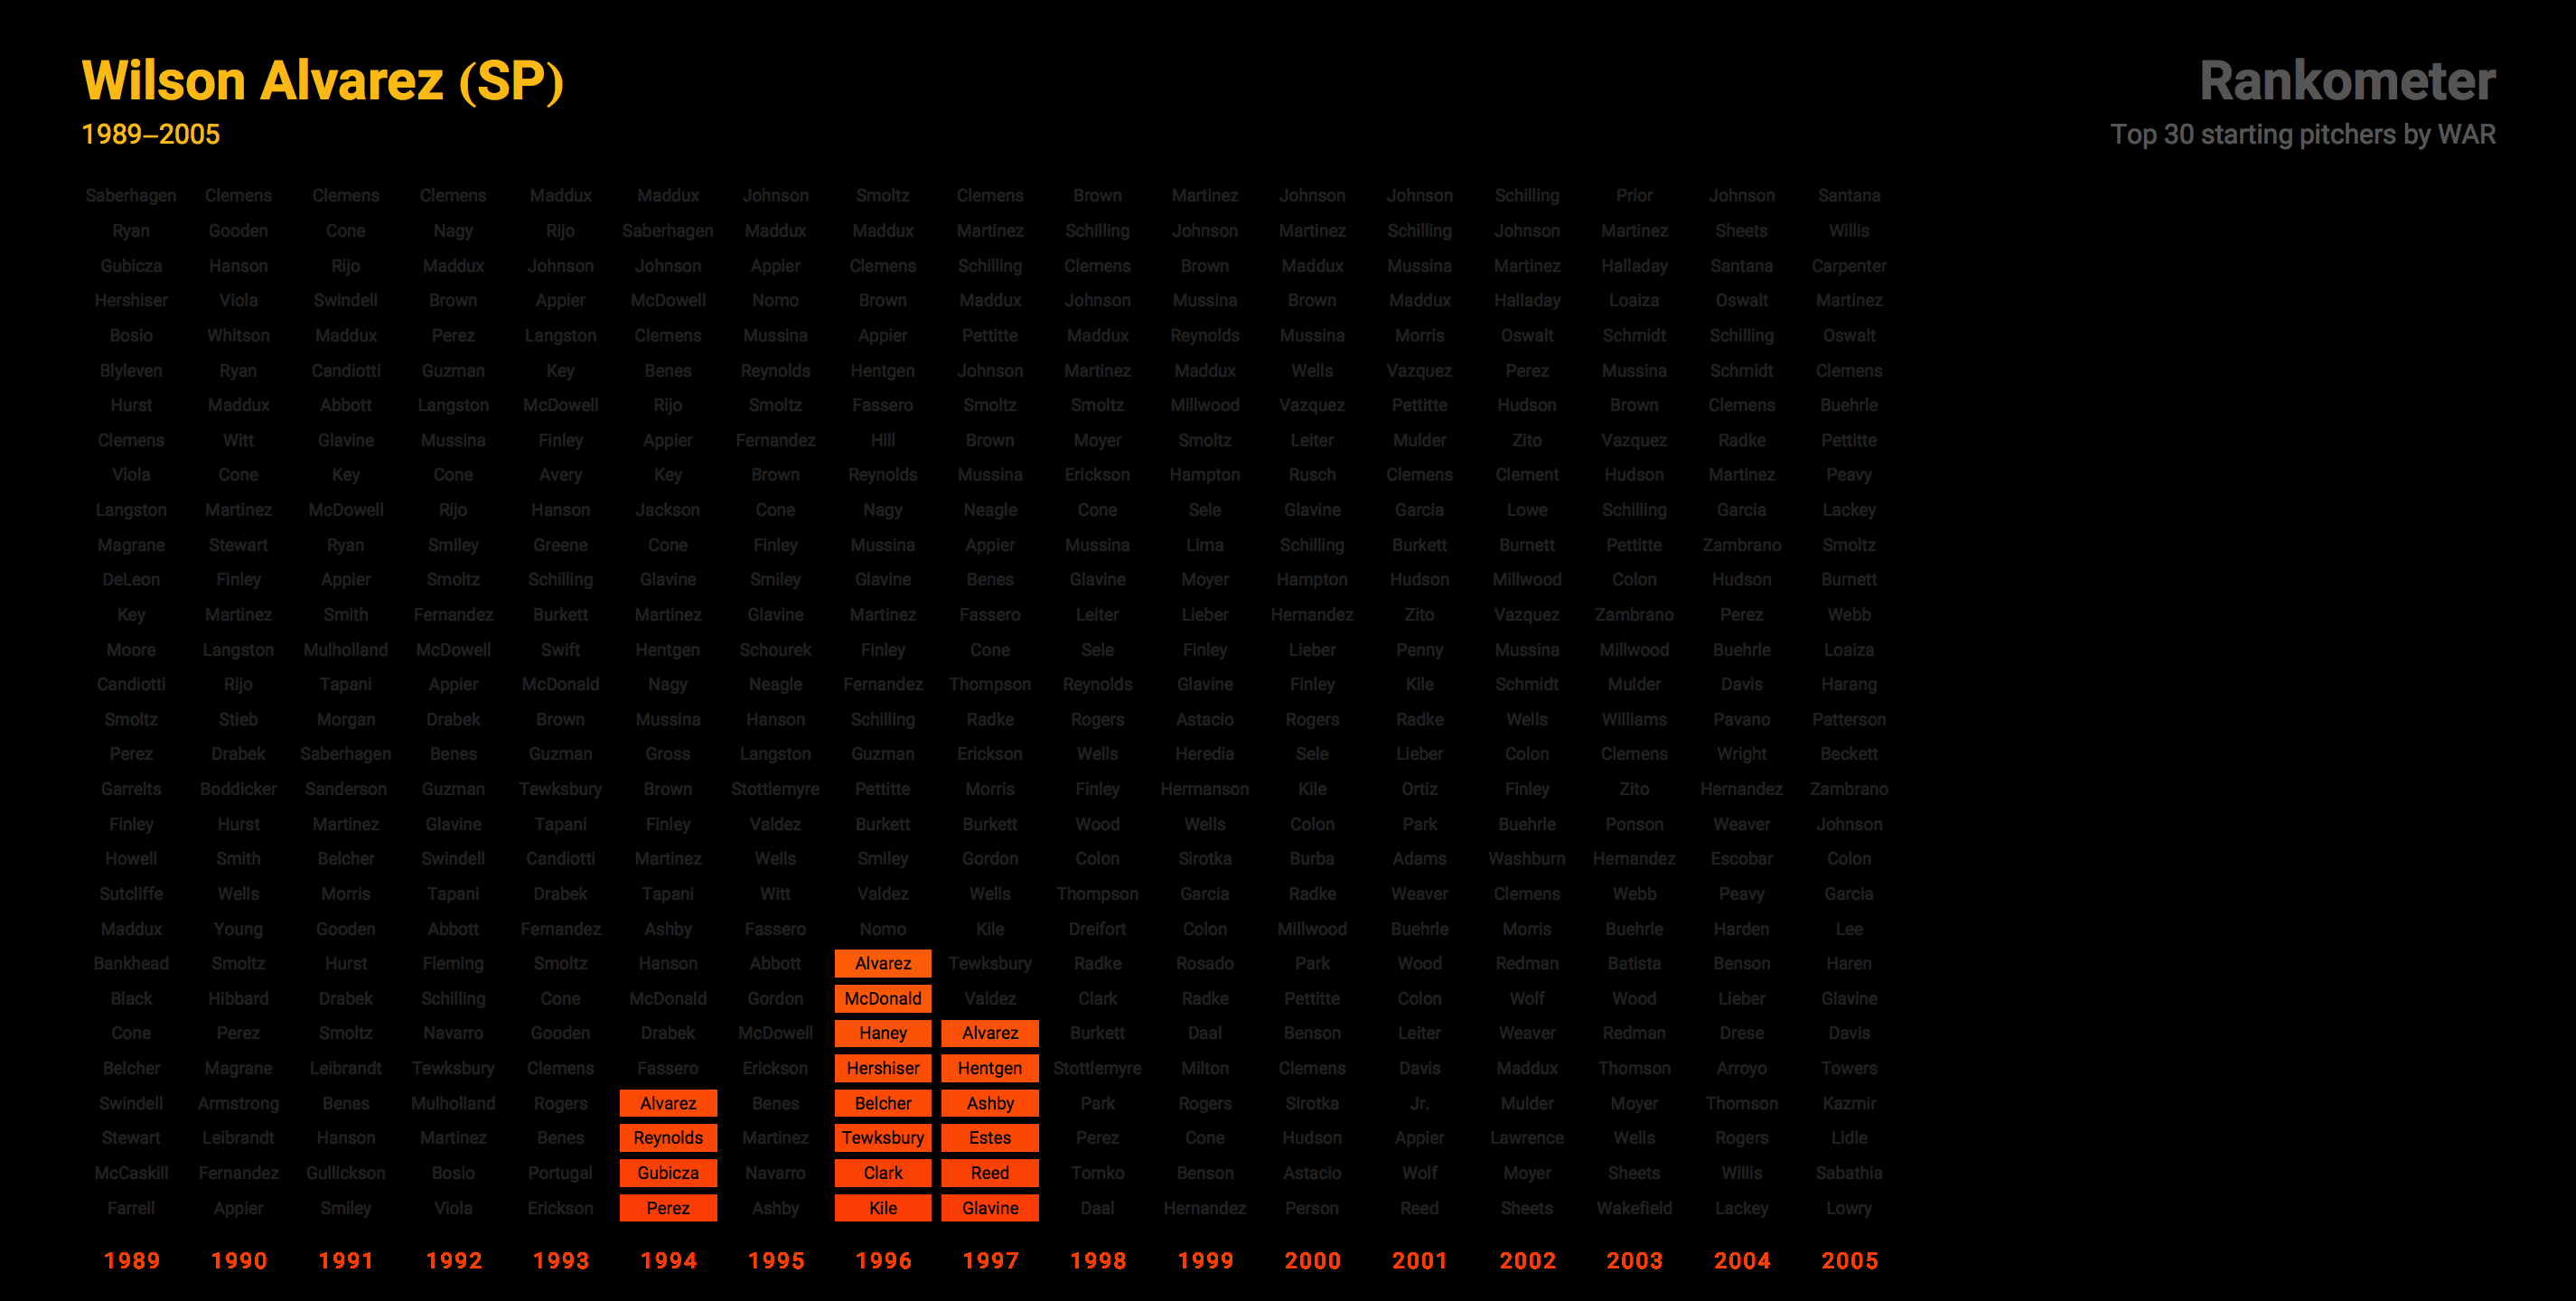 Wilson Alvarez (SP)
1989–2005
Rankometer
Top 30 starting pitchers by WAR
Saberhagen Clemens Clemens Clemens Maddux Maddux Johnson Smoltz Clemens Brown Martinez Johnson Johnson Schilling Prior Johnson Santana
Ryan Gooden Cone Nagy Rijo Saberhagen Maddux Maddux Martinez Schilling Johnson Martinez Schilling Johnson Martinez Sheets Willis
Gubicza Hanson Rijo Maddux Johnson Johnson Appier Clemens Schilling Clemens Brown Maddux Mussina Martinez Halladay Santana Carpenter
Hershiser Viola Swindell Brown Appier McDowell Nomo Brown Maddux Johnson Mussina Brown Maddux Halladay Loaiza Oswalt Martinez
Bosio Whitson Maddux Perez Langston Clemens Mussina Appier Pettitte Maddux Reynolds Mussina Morris Oswalt Schmidt Schilling Oswalt
Blyleven Ryan Candiotti Guzman Key Benes Reynolds Hentgen Johnson Martinez Maddux Wells Vazquez Perez Mussina Schmidt Clemens
Hurst Maddux Abbott Langston McDowell Rijo Smoltz Fassero Smoltz Smoltz Millwood Vazquez Pettitte Hudson Brown Clemens Buehrle
Clemens Witt Glavine Mussina Finley Appier Fernandez Hill Brown Moyer Smoltz Leiter Mulder Zito Vazquez Radke Pettitte
Viola Cone Key Cone Avery Key Brown Reynolds Mussina Erickson Hampton Rusch Clemens Clement Hudson Martinez Peavy
Langston Martinez McDowell Rijo Hanson Jackson Cone Nagy Neagle Cone Sele Glavine Garcia Lowe Schilling Garcia Lackey
Magrane Stewart Ryan Smiley Greene Cone Finley Mussina Appier Mussina Lima Schilling Burkett Burnett Pettitte Zambrano Smoltz
DeLeon Finley Appier Smoltz Schilling Glavine Smiley Glavine Benes Glavine Moyer Hampton Hudson Millwood Colon Hudson Burnett
Key Martinez Smith Fernandez Burkett Martinez Glavine Martinez Fassero Leiter Lieber Hernandez Zito Vazquez Zambrano Perez Webb
Moore Langston Mulholland McDowell Swift Hentgen Schourek Finley Cone Sele Finley Lieber Penny Mussina Millwood Buehrle Loaiza
Candiotti Rijo Tapani Appier McDonald Nagy Neagle Fernandez Thompson Reynolds Glavine Finley Kile Schmidt Mulder Davis Harang
Smoltz Stieb Morgan Drabek Brown Mussina Hanson Schilling Radke Rogers Astacio Rogers Radke Wells Williams Pavano Patterson
Perez Drabek Saberhagen Benes Guzman Gross Langston Guzman Erickson Wells Heredia Sele Lieber Colon Clemens Wright Beckett
Garrelts Boddicker Sanderson Guzman Tewksbury Brown Stottlemyre Pettitte Morris Finley Hermanson Kile Ortiz Finley Zito Hernandez Zambrano
Finley Hurst Martinez Glavine Tapani Finley Valdez Burkett Burkett Wood Wells Colon Park Buehrle Ponson Weaver Johnson
Howell Smith Belcher Swindell Candiotti Martinez Wells Smiley Gordon Colon Sirotka Burba Adams Washburn Hernandez Escobar Colon
Sutcliffe Wells Morris Tapani Drabek Tapani Witt Valdez Wells Thompson Garcia Radke Weaver Clemens Webb Peavy Garcia
Maddux Young Gooden Abbott Fernandez Ashby Fassero Nomo Kile Dreifort Colon Millwood Buehrle Morris Buehrle Harden Lee
Bankhead Smoltz Hurst Fleming Smoltz Hanson Abbott Alvarez Tewksbury Radke Rosado Park Wood Redman Batista Benson Haren
Black Hibbard Drabek Schilling Cone McDonald Gordon McDonald Valdez Clark Radke Pettitte Colon Wolf Wood Lieber Glavine
Cone Perez Smoltz Navarro Gooden Drabek McDowell Haney Alvarez Burkett Daal Benson Leiter Weaver Redman Drese Davis
Belcher Magrane Leibrandt Tewksbury Clemens Fassero Erickson Hershiser Hentgen Stottlemyre Milton Clemens Davis Maddux Thomson Arroyo Towers
Swindell Armstrong Benes Mulholland Rogers Alvarez Benes Belcher Ashby Park Rogers Sirotka Jr. Mulder Moyer Thomson Kazmir
Stewart Leibrandt Hanson Martinez Benes Reynolds Martinez Tewksbury Estes Perez Cone Hudson Appier Lawrence Wells Rogers Lidle
McCaskill Fernandez Gullickson Bosio Portugal Gubicza Navarro Clark Reed Tomko Benson Astacio Wolf Moyer Sheets Willis Sabathia
Farrell Appier Smiley Viola Erickson Perez Ashby Kile Glavine Daal Hernandez Person Reed Sheets Wakefield Lackey Lowry
1989 1990 1991 1992 1993 1994 1995 1996 1997 1998 1999 2000 2001 2002 2003 2004 2005